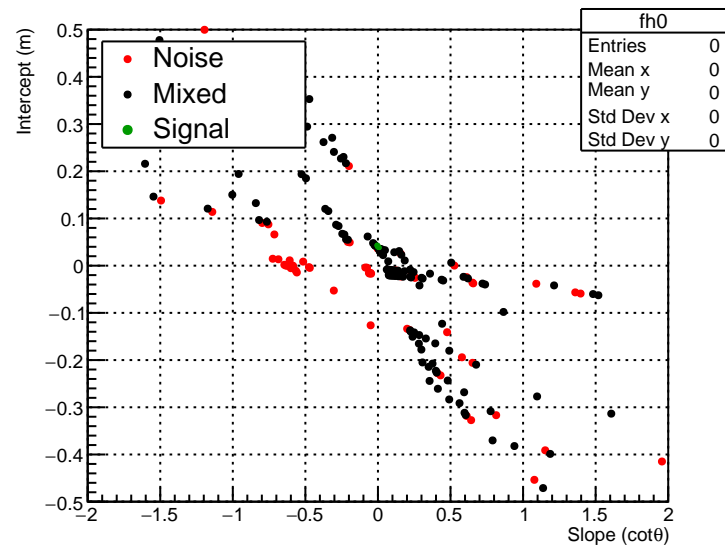 fh0
Entries 0
Mean x 0
Mean y 0
Std Dev x 0
Std Dev y 0
Noise
Mixed
Signal
Intercept (m)
0.5
0.4
0.3
0.2
0.1
0
−0.1
−0.2
−0.3
−0.4
−0.5
−2 −1.5 −1 −0.5 0 0.5 1 1.5 2
Slope (cotθ)